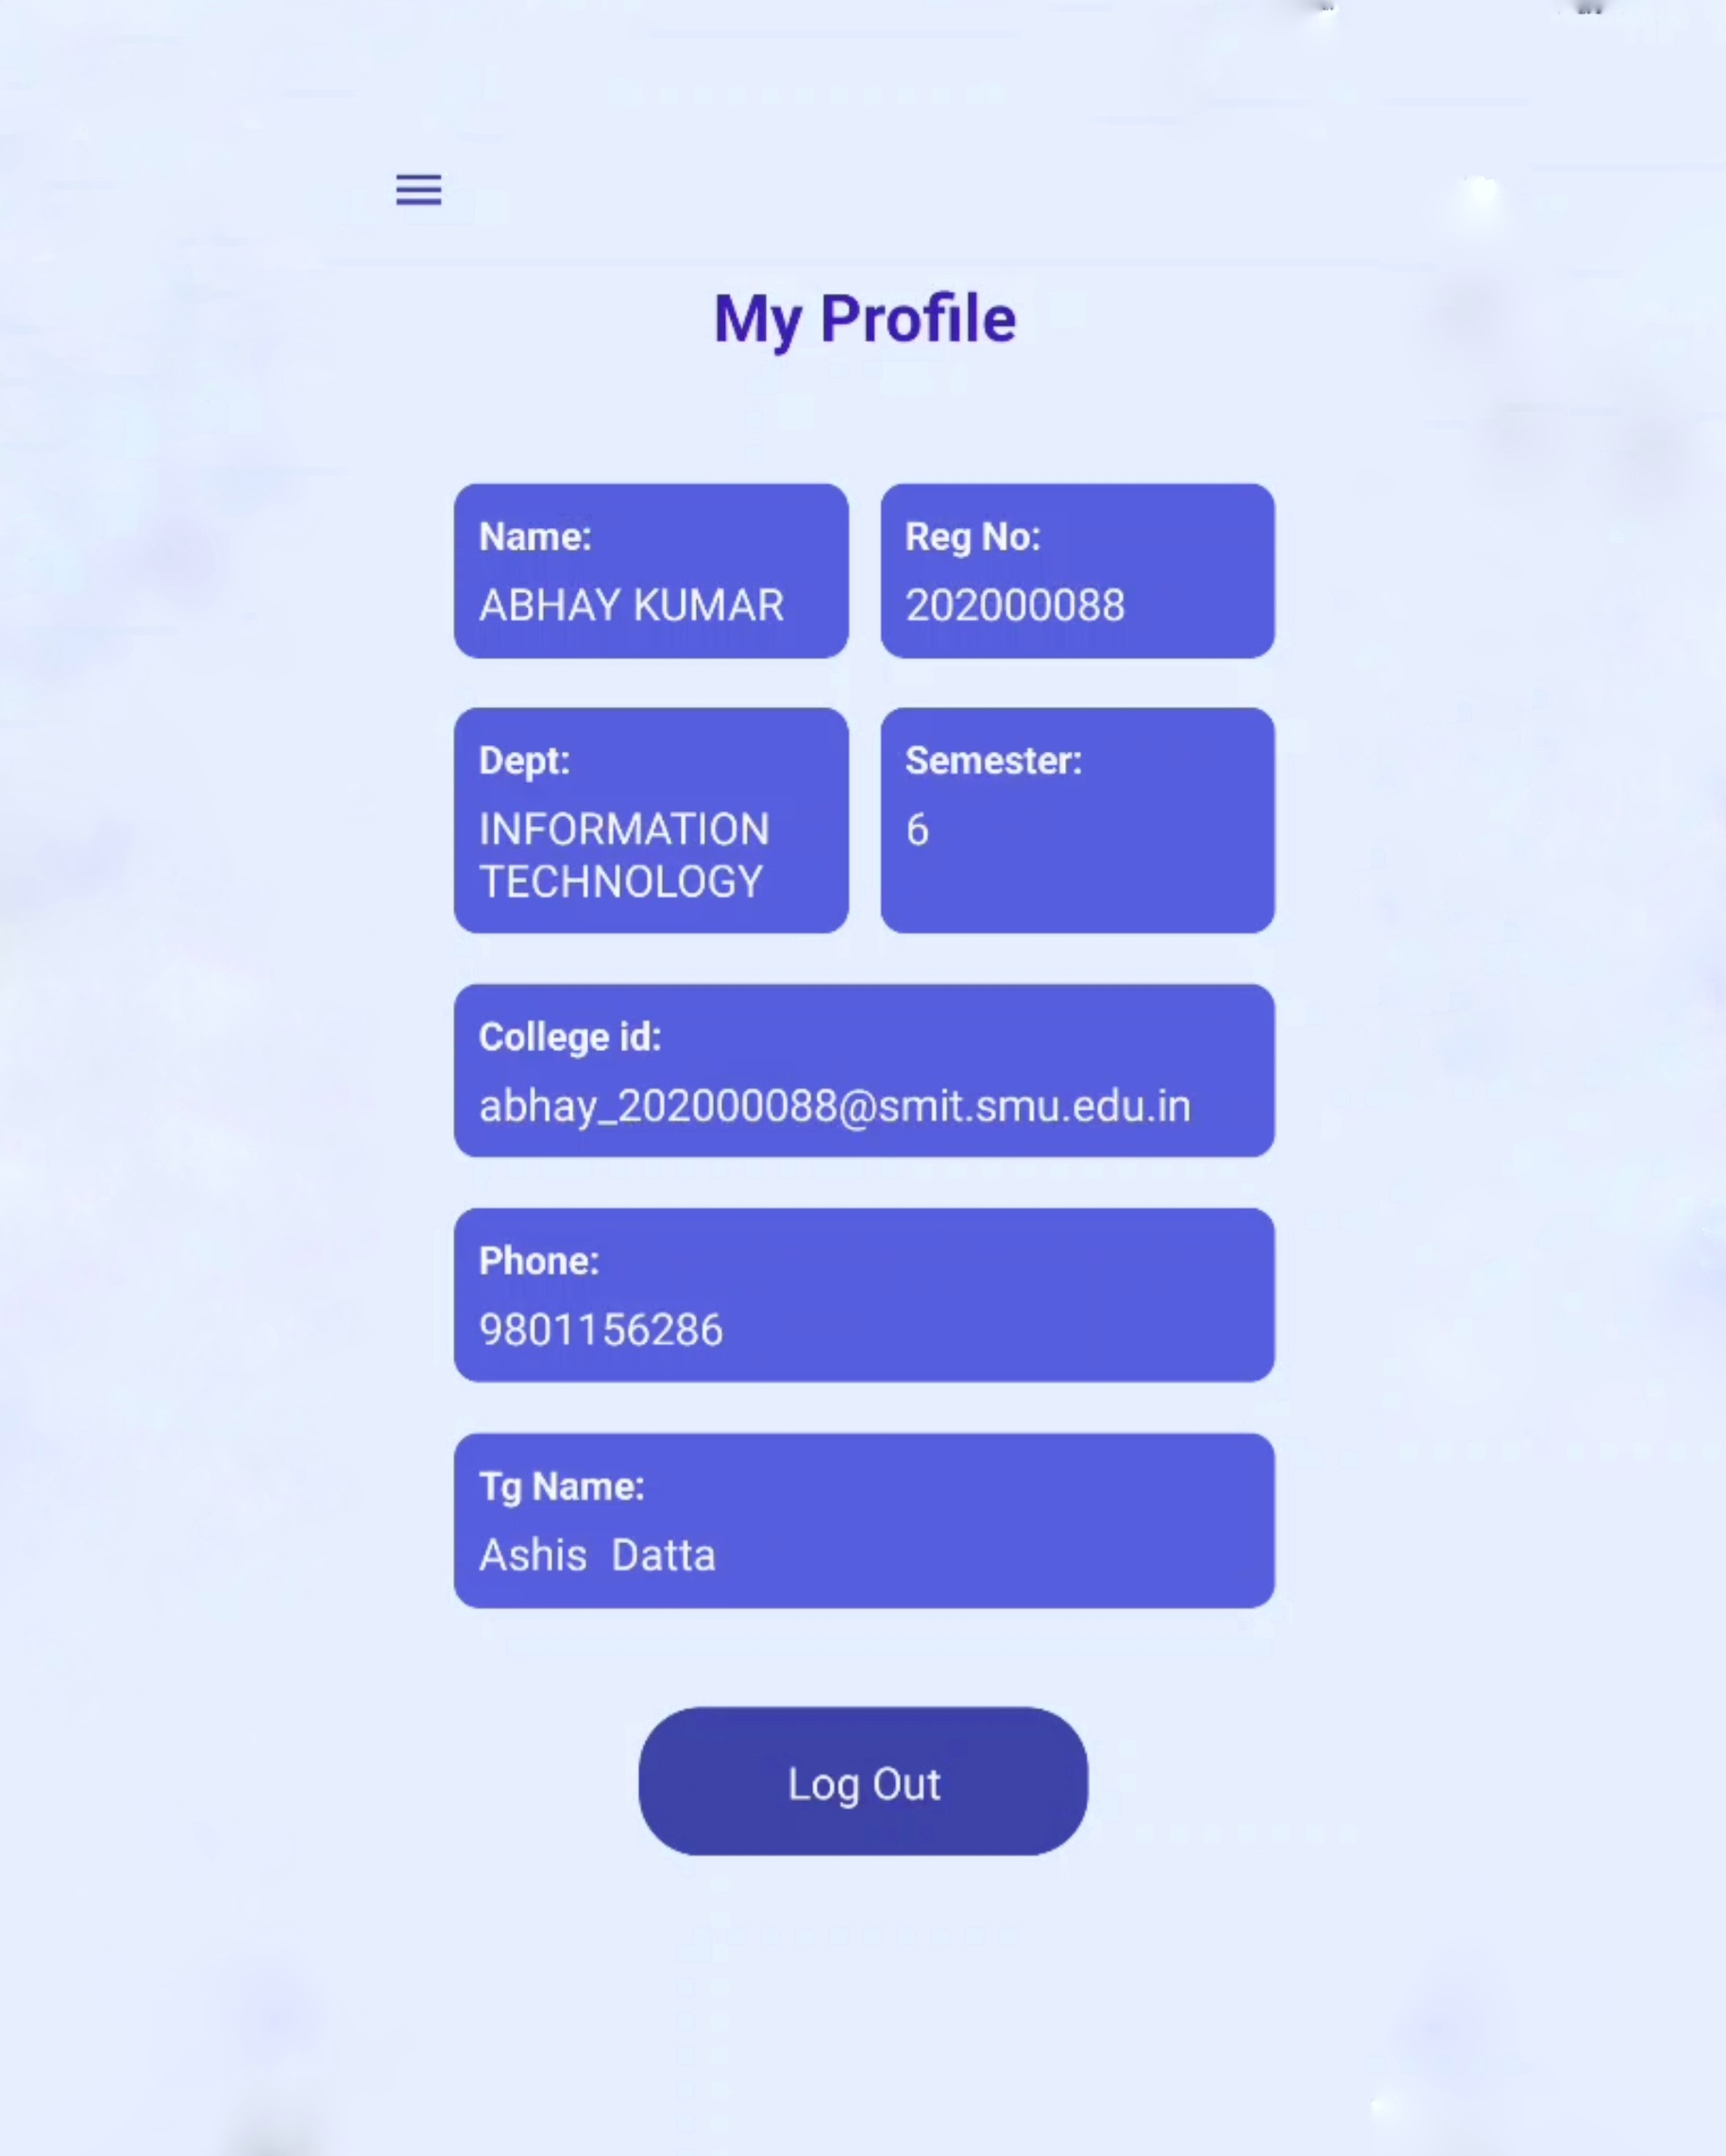 My Profile
Name:
ABHAY KUMAR
Reg No:
202000088
Dept:
INFORMATION
TECHNOLOGY
Semester:
6
College id:
abhay_202000088@smit.smu.edu.in
Phone:
9801156286
Tg Name:
Ashis  Datta
Log Out